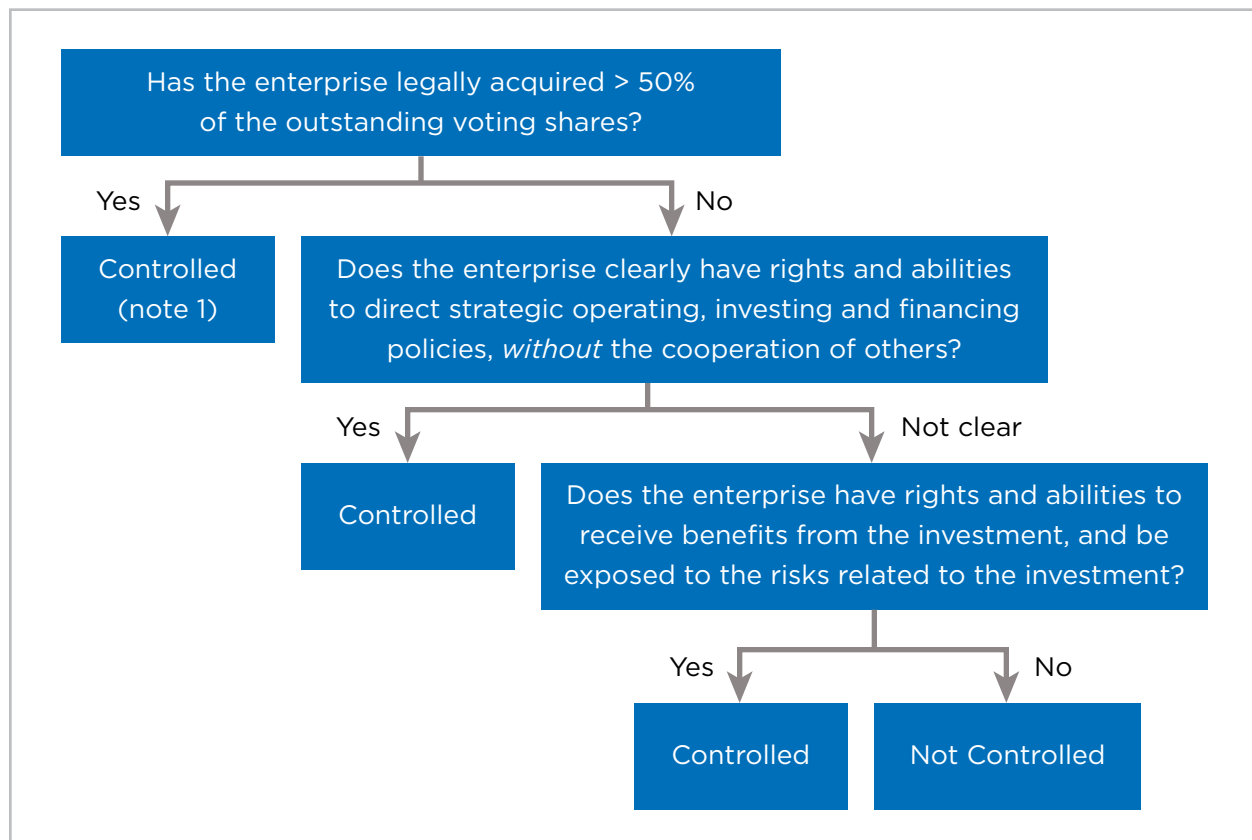 Has the enterprise legally acquired > 50%
of the outstanding voting shares?
Yes
No
Controlled
(note 1)
Does the enterprise clearly have rights and abilities
to direct strategic operating, investing and financing
policies, without the cooperation of others?
Yes
Not clear
Controlled
Does the enterprise have rights and abilities to
receive benefits from the investment, and be
exposed to the risks related to the investment?
Yes
No
Controlled
Not Controlled